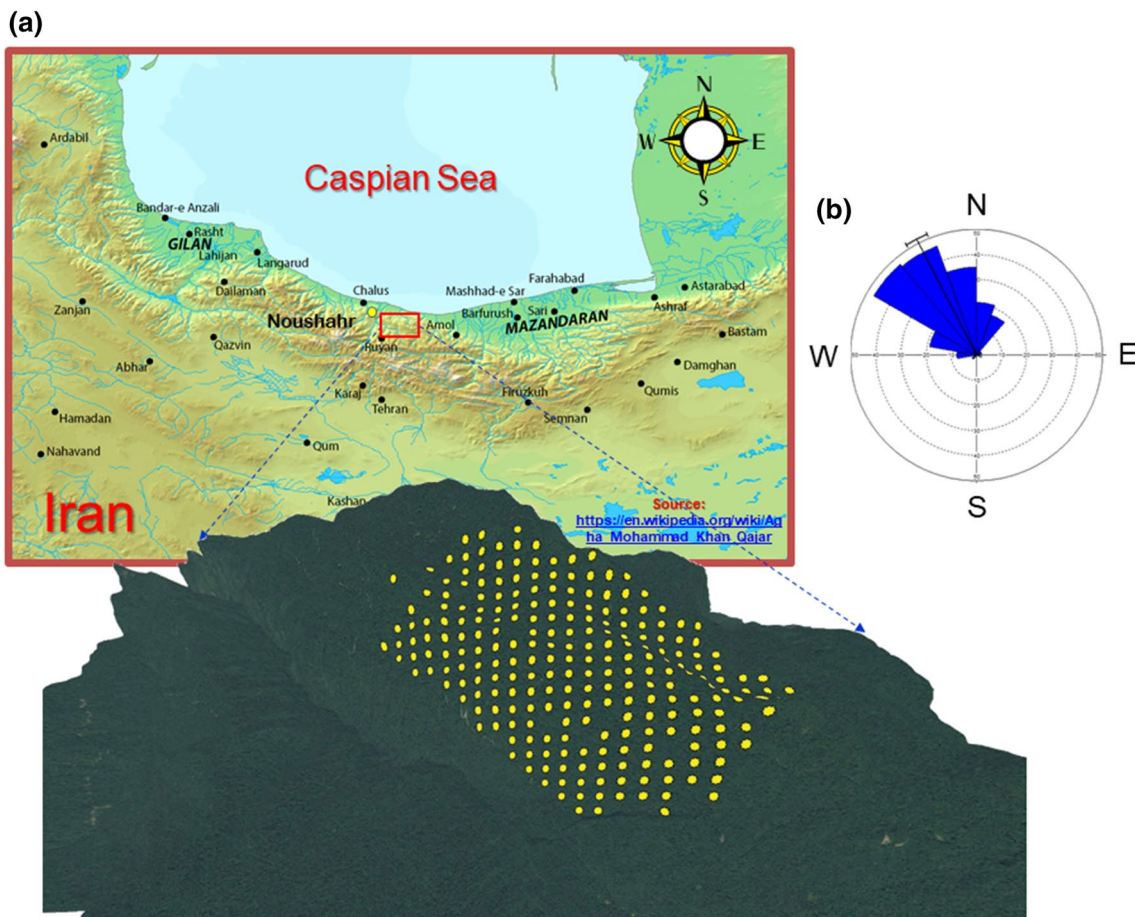 (a)
N
W
E
S
Ardabil
Caspian Sea
Bandar-e Anzali
Rasht
GILAN
Lahijan
Langarud
Dailaman
Zanjan
Chalus
Noushahr
Mashhad-e Sar
Farahabad
Barfurush
Sari
MAZANDARAN
Amol
Ashraf
Astarabad
Bastam
Ruyan
Abhar
Qazvin
Karaj
Tehran
Firuzkuh
Semnan
Qumis
Damghan
Hamadan
Nahavand
Qum
Kashan
Iran
Source:
https://en.wikipedia.org/wiki/Ag
ha_Mohammad_Khan_Qajar
(b)
N
W
E
S